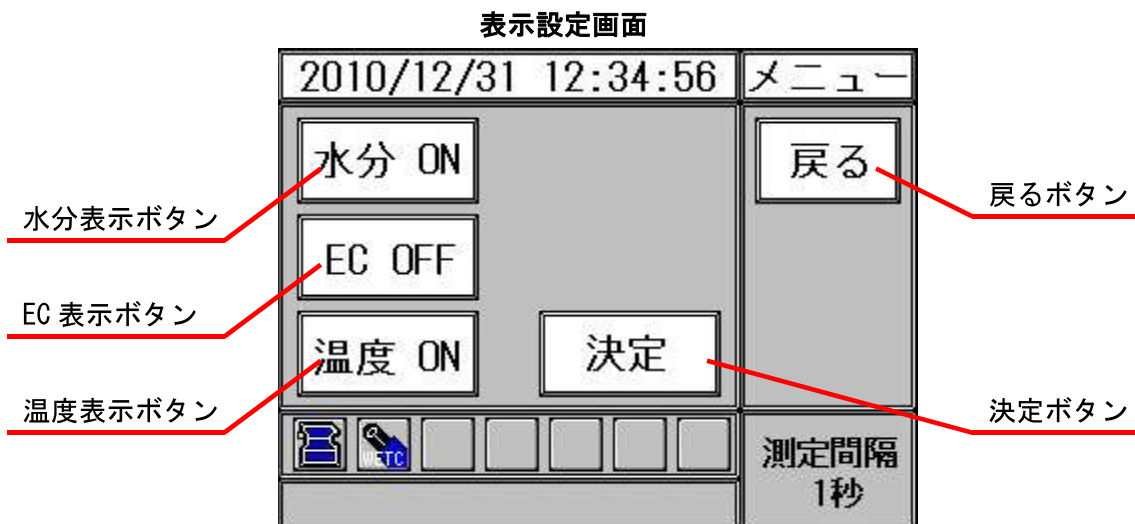 表示設定画面
2010/12/31 12:34:56
メニュー
水分 ON
戻る
水分表示ボタン
戻るボタン
EC OFF
EC 表示ボタン
温度 ON
決定
温度表示ボタン
決定ボタン
WETC
測定間隔
1秒